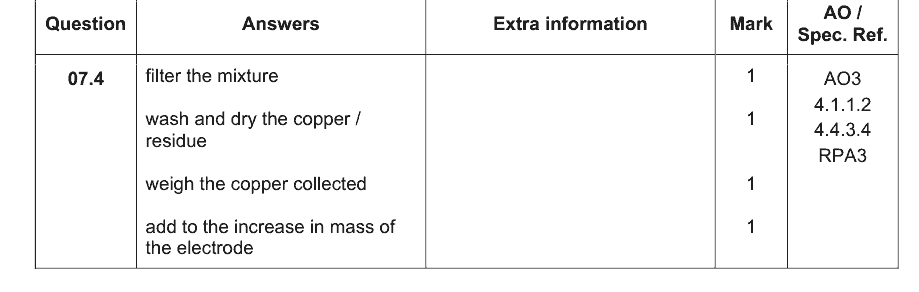 Question Answers Extra information Mark AO / Spec. Ref.
07.4 filter the mixture 1 AO3
4.1.1.2
wash and dry the copper / 1
residue 4.4.3.4
RPA3
weigh the copper collected 1
add to the increase in mass of 1
the electrode